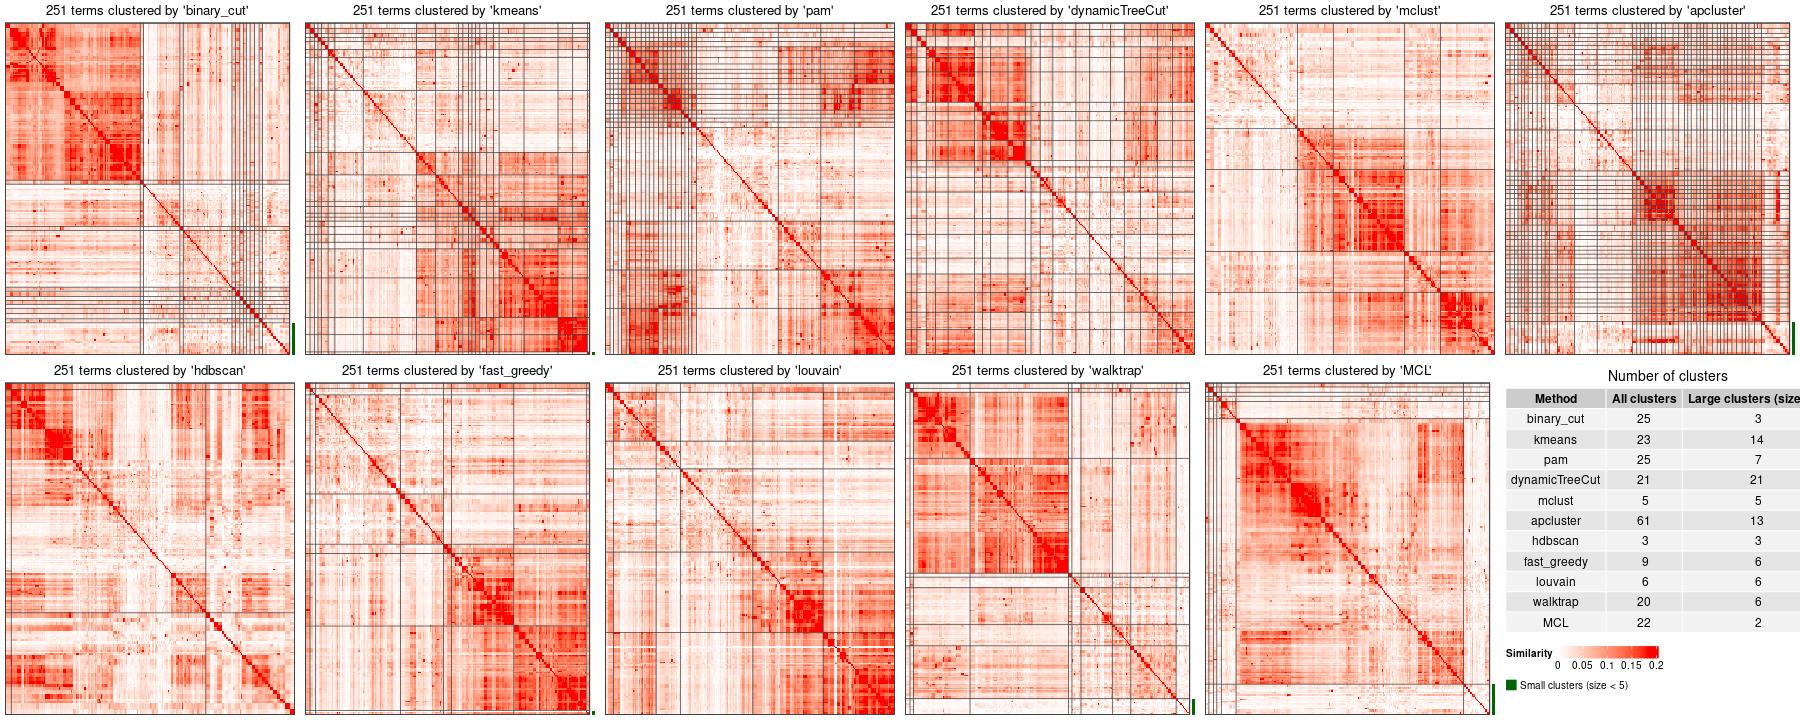 251 terms clustered by 'binary_cut'
251 terms clustered by 'kmeans'
251 terms clustered by 'pam'
251 terms clustered by 'dynamicTreeCut'
251 terms clustered by 'mclust'
251 terms clustered by 'apcluster'
251 terms clustered by 'hdbscan'
251 terms clustered by 'fast_greedy'
251 terms clustered by 'louvain'
251 terms clustered by 'walktrap'
251 terms clustered by 'MCL'
Number of clusters
Method All clusters Large clusters (size
binary_cut 25 3
kmeans 23 14
pam 25 7
dynamicTreeCut 21 21
mclust 5 5
apcluster 61 13
hdbscan 3 3
fast_greedy 9 6
louvain 6 6
walktrap 20 6
MCL 22 2
Similarity
0 0.05 0.1 0.15 0.2
Small clusters (size < 5)